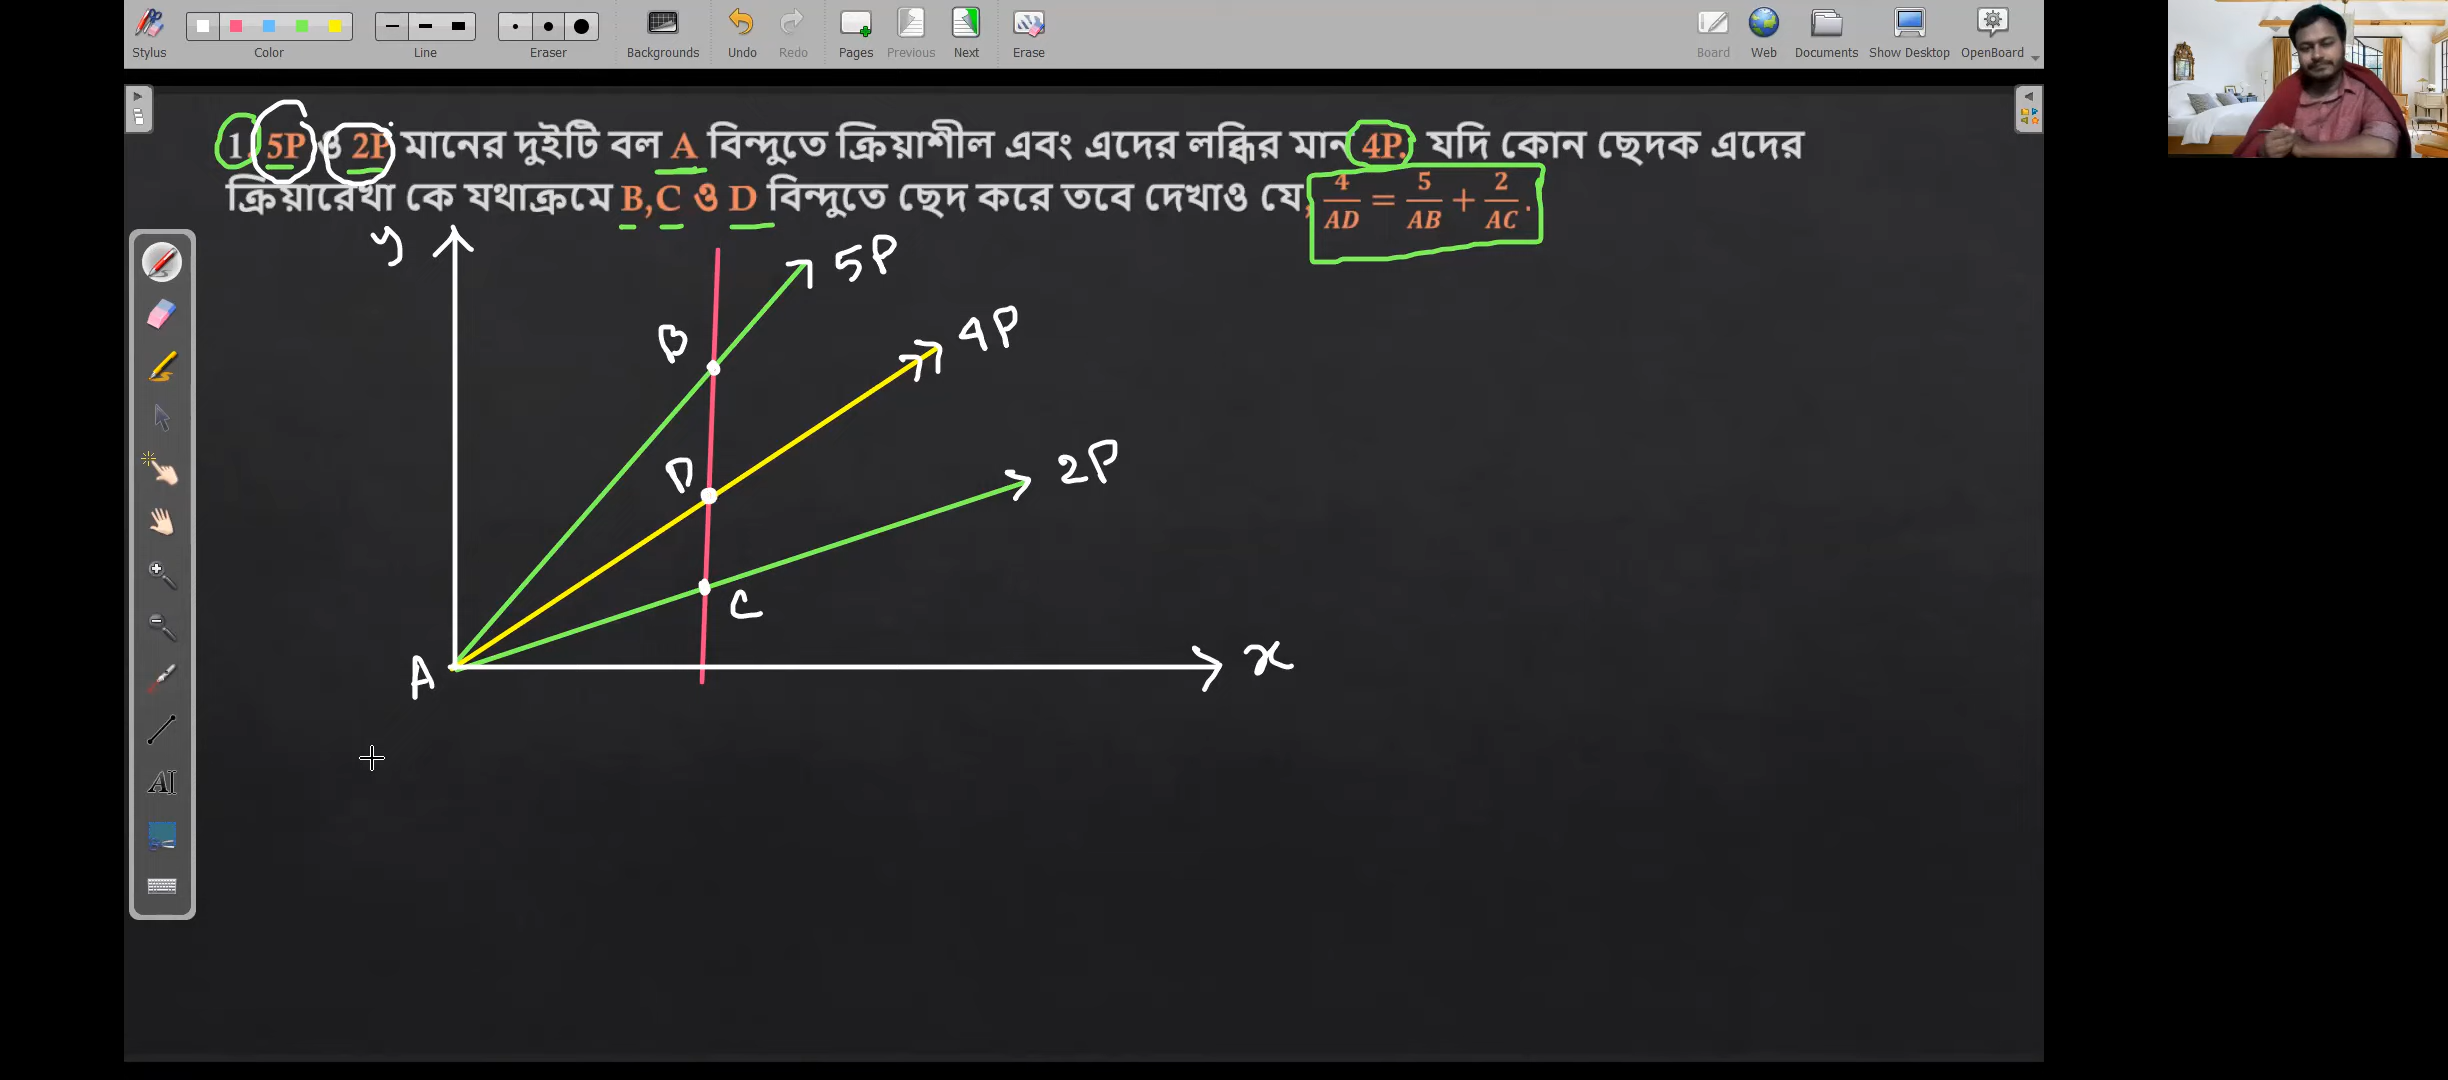 Stylus Color Line Eraser Backgrounds Undo Redo Pages Previous Next Erase Board Web Documents Show Desktop OpenBoard
1. 5P ও 2P মানের দুইটি বল A বিন্দুতে ক্রিয়াশীল এবং এদের লব্ধির মান 4P. যদি কোন ছেদক এদের
ক্রিয়ারেখা কে যথাক্রমে B,C ও D বিন্দুতে ছেদ করে তবে দেখাও যে, 4/AD = 5/AB + 2/AC.
y
5P
B
4P
D
2P
C
A
x
AI